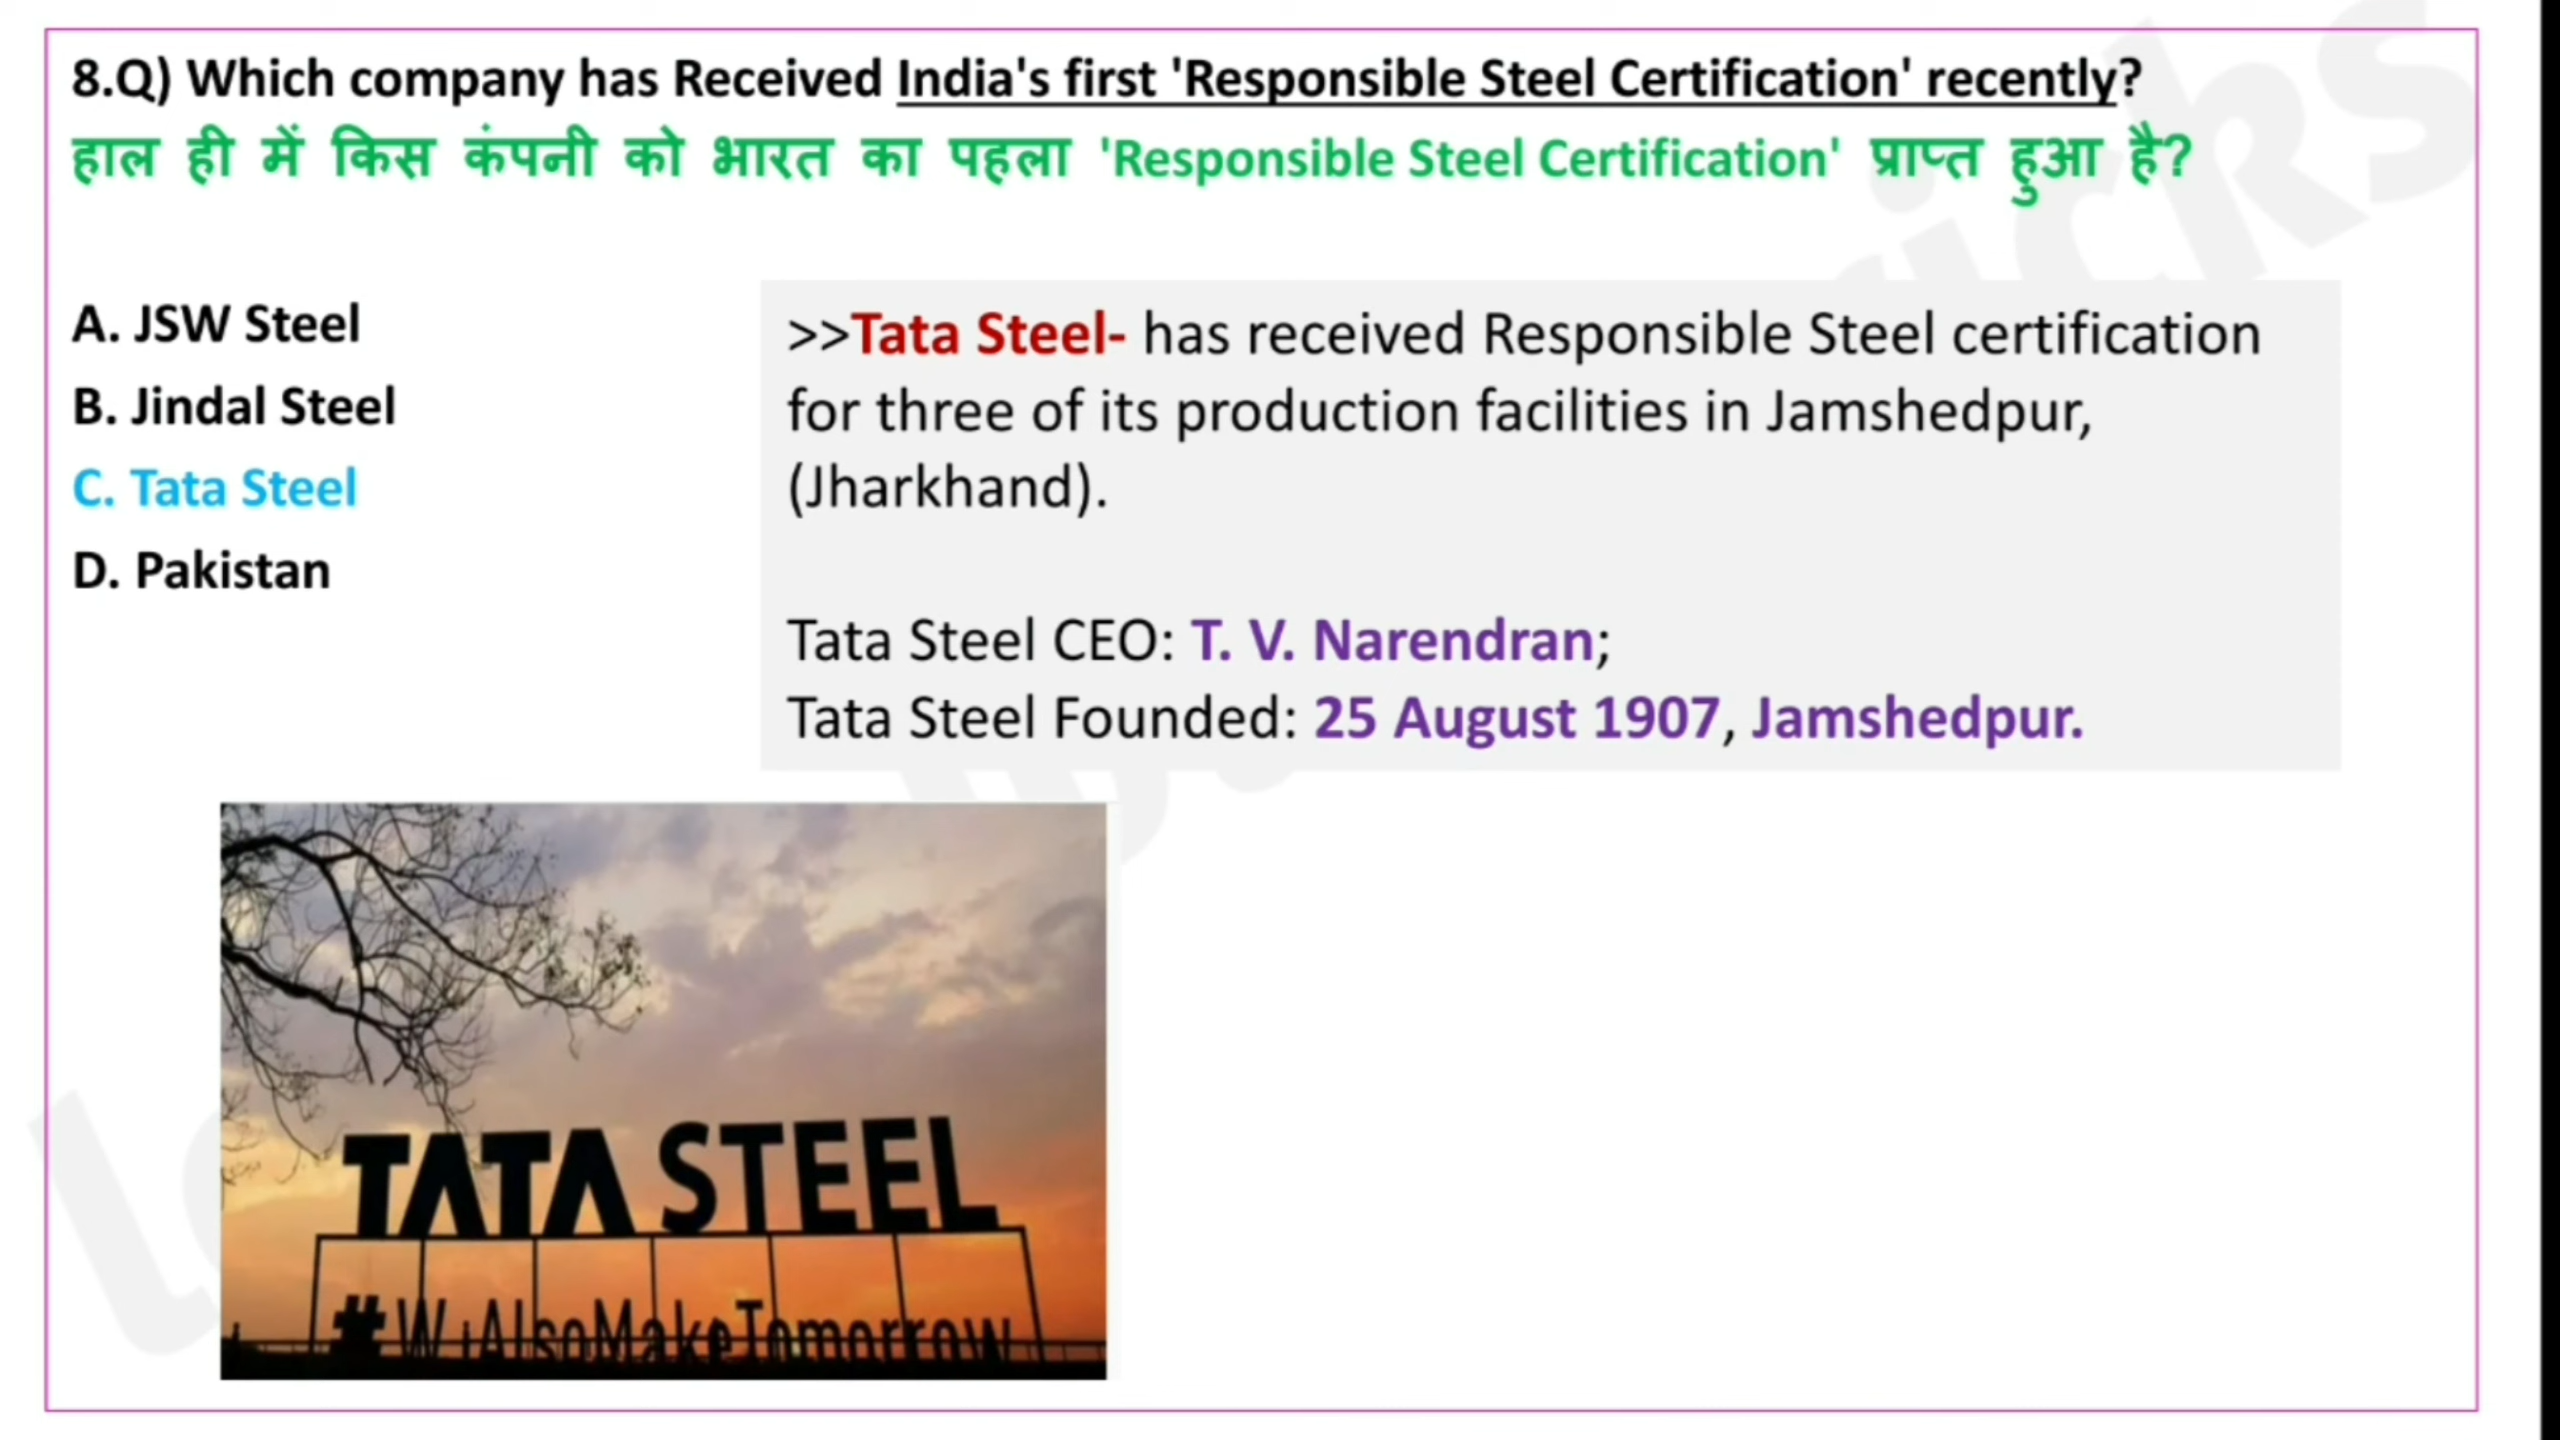 8.Q) Which company has Received India's first 'Responsible Steel Certification' recently?
हाल ही में किस कंपनी को भारत का पहला 'Responsible Steel Certification' प्राप्त हुआ है?
A. JSW Steel
B. Jindal Steel
C. Tata Steel
D. Pakistan
>>Tata Steel- has received Responsible Steel certification
for three of its production facilities in Jamshedpur,
(Jharkhand).
Tata Steel CEO: T. V. Narendran;
Tata Steel Founded: 25 August 1907, Jamshedpur.
TATA STEEL
#WeAlsoMakeTomorrow